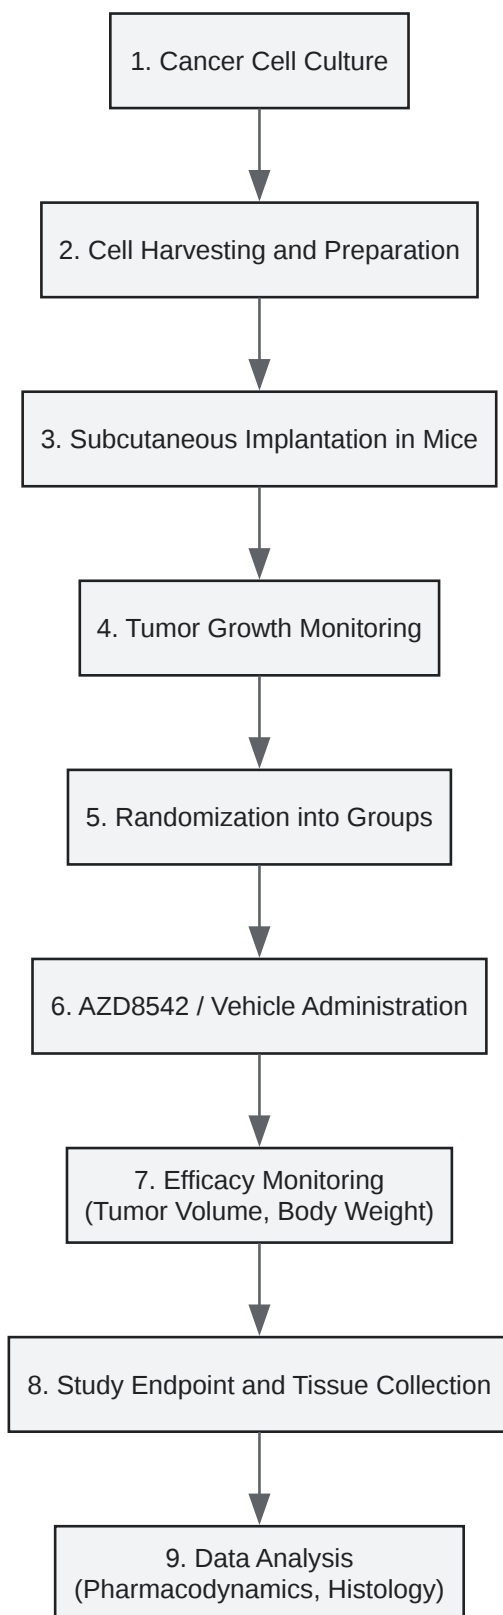 1. Cancer Cell Culture
2. Cell Harvesting and Preparation
3. Subcutaneous Implantation in Mice
4. Tumor Growth Monitoring
5. Randomization into Groups
6. AZD8542 / Vehicle Administration
7. Efficacy Monitoring
(Tumor Volume, Body Weight)
8. Study Endpoint and Tissue Collection
9. Data Analysis
(Pharmacodynamics, Histology)